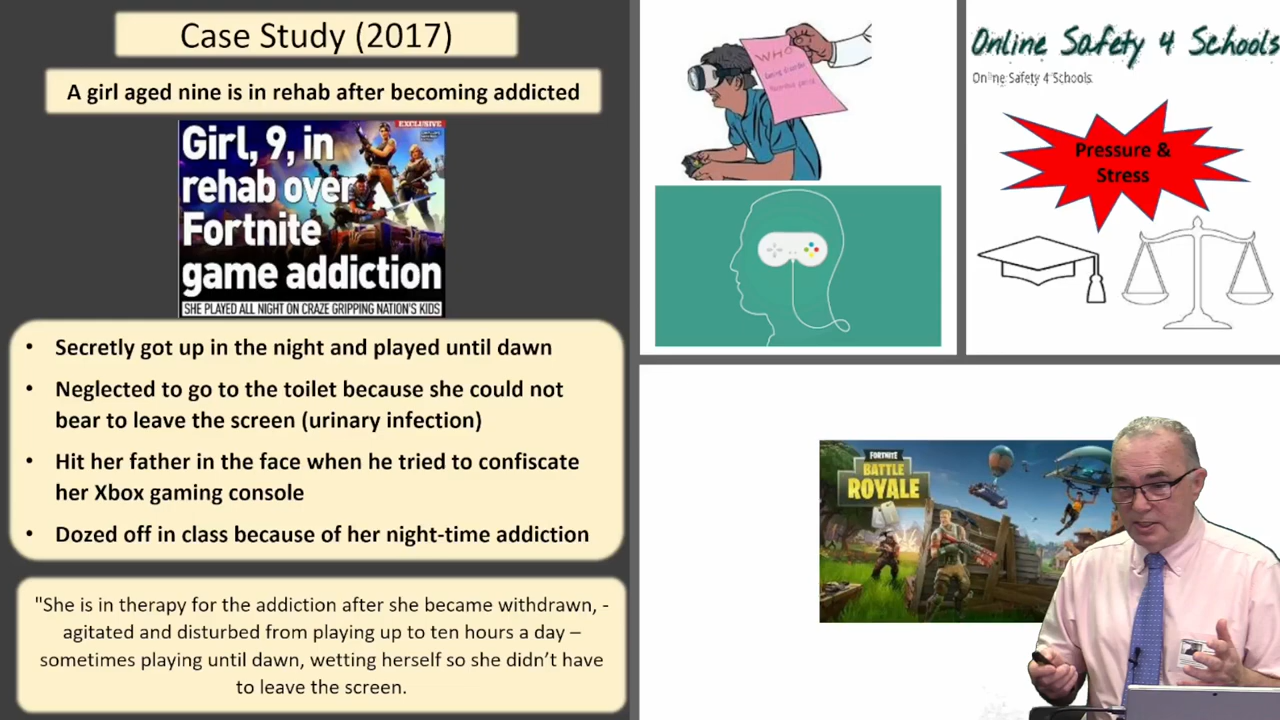 Case Study (2017)
A girl aged nine is in rehab after becoming addicted
EXCLUSIVE
Girl, 9, in
rehab over
Fortnite
game addiction
SHE PLAYED ALL NIGHT ON CRAZE GRIPPING NATION'S KIDS
• Secretly got up in the night and played until dawn
• Neglected to go to the toilet because she could not
bear to leave the screen (urinary infection)
• Hit her father in the face when he tried to confiscate
her Xbox gaming console
• Dozed off in class because of her night-time addiction
"She is in therapy for the addiction after she became withdrawn, -
agitated and disturbed from playing up to ten hours a day –
sometimes playing until dawn, wetting herself so she didn't have
to leave the screen.
WHO
Online Safety 4 Schools
Online Safety 4 Schools
Pressure &
Stress
FORTNITE
BATTLE
ROYALE